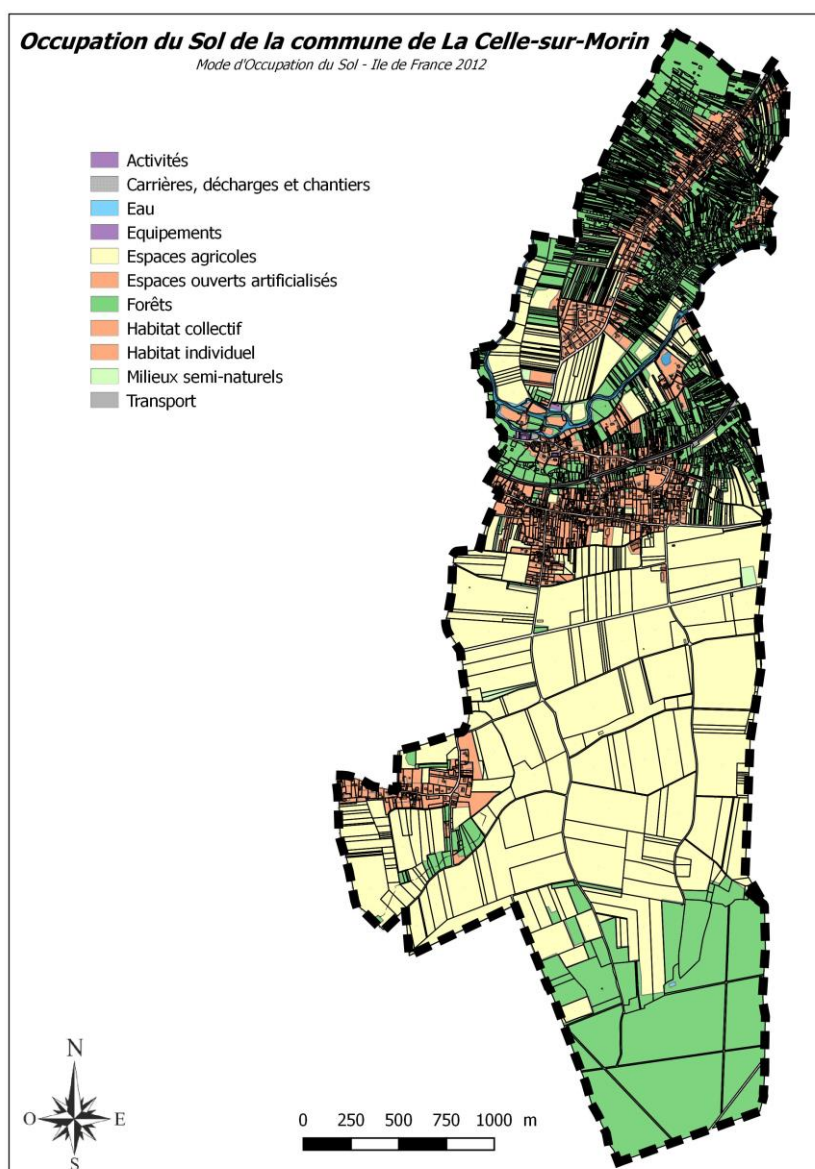 Occupation du Sol de la commune de La Celle-sur-Morin
Mode d'Occupation du Sol - Ile de France 2012
Activités
Carrières, décharges et chantiers
Eau
Equipements
Espaces agricoles
Espaces ouverts artificialisés
Forêts
Habitat collectif
Habitat individuel
Milieux semi-naturels
Transport
N
O E
S
0 250 500 750 1000 m